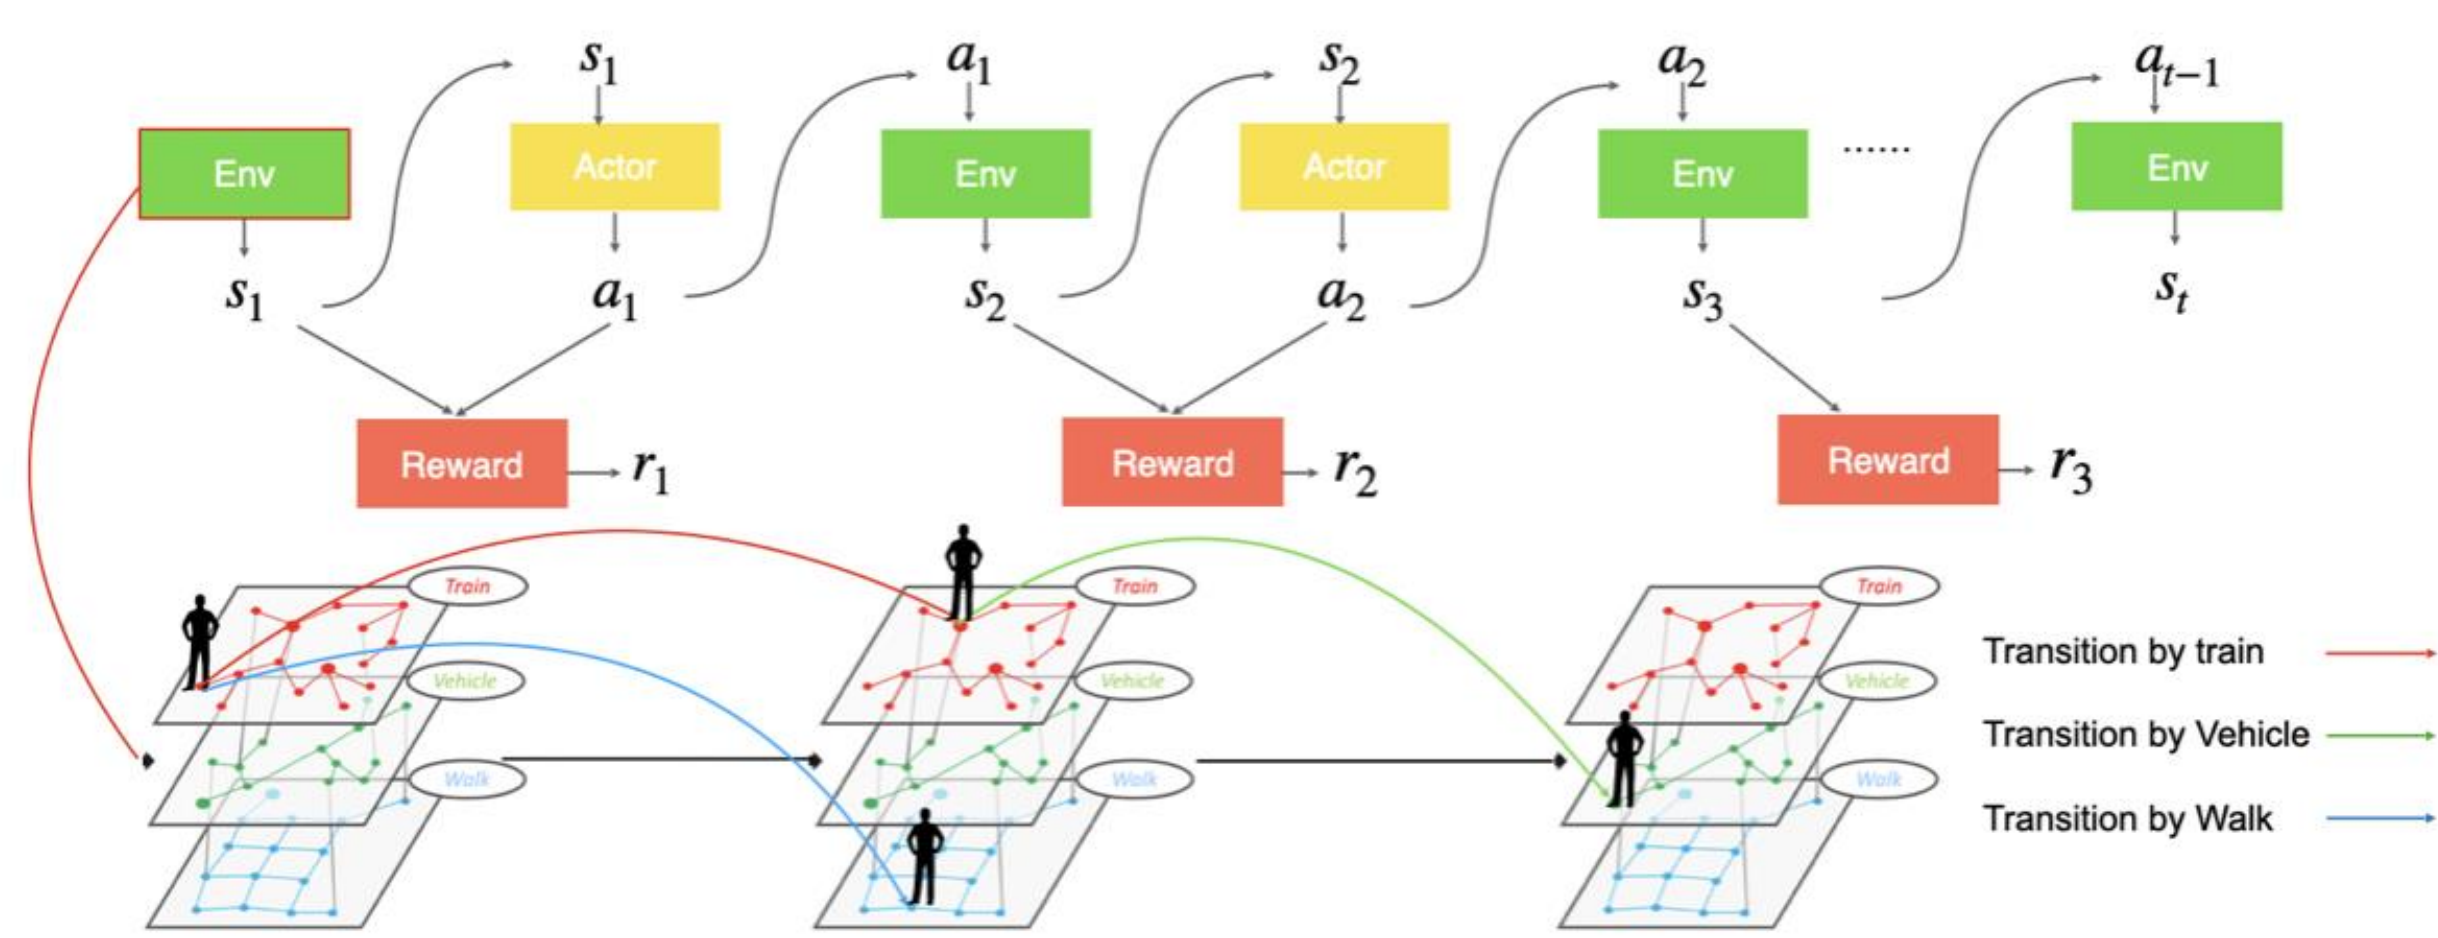 s1 a1 s2 a2 at−1
Env Actor Env Actor Env ...... Env
s1 a1 s2 a2 s3 st
Reward r1 Reward r2 Reward r3
Train Train Train
Vehicle Vehicle Vehicle
Walk Walk Walk
Transition by train
Transition by Vehicle
Transition by Walk